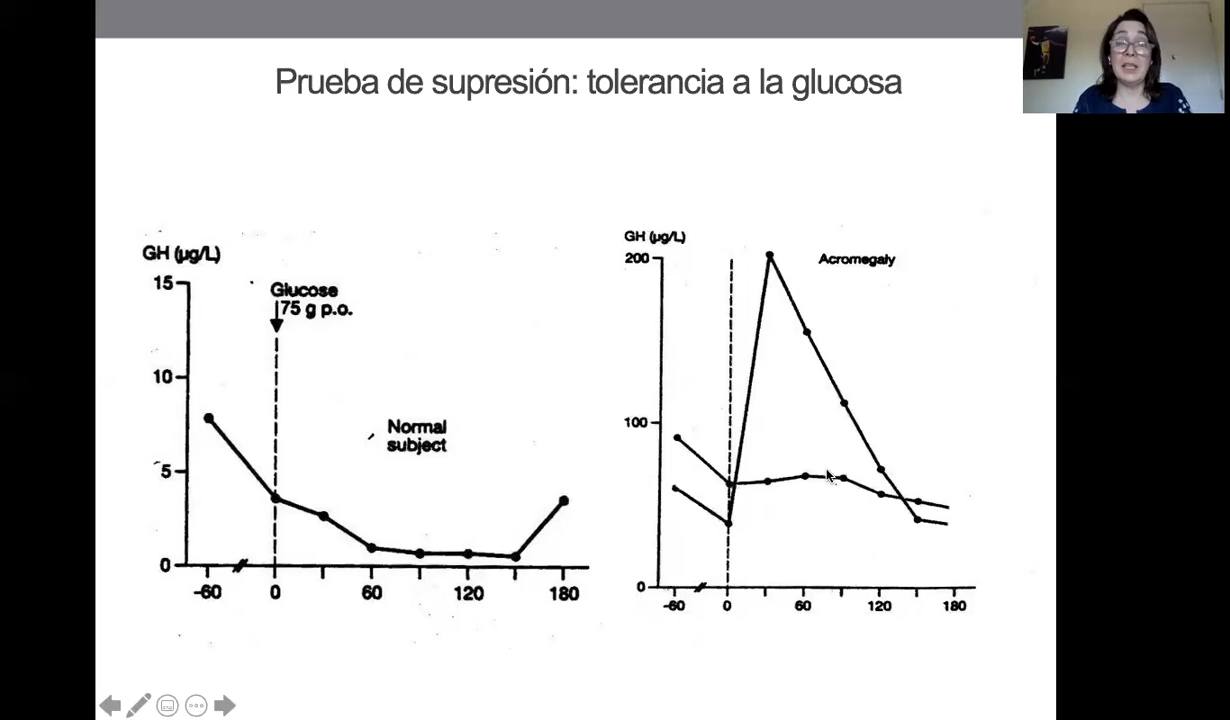 Prueba de supresión: tolerancia a la glucosa
GH (µg/L)
15
10
5
0
Glucose
75 g p.o.
Normal
subject
-60
0
60
120
180
GH (µg/L)
200
100
0
Acromegaly
-60
0
60
120
180